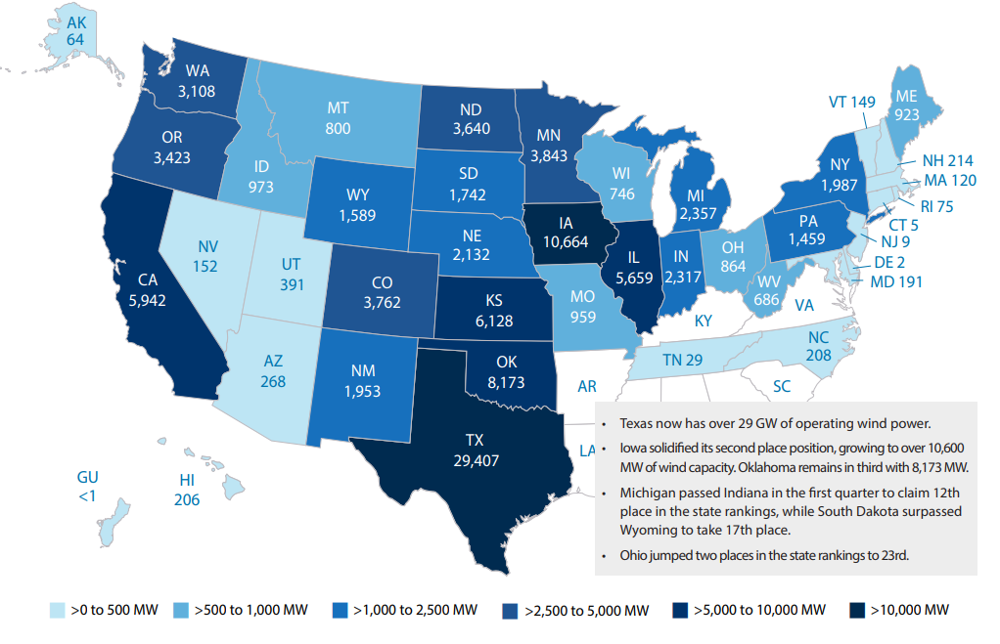 AK
64
WA
3,108
OR
3,423
CA
5,942
ID
973
NV
152
MT
800
WY
1,589
UT
391
AZ
268
CO
3,762
NM
1,953
ND
3,640
SD
1,742
NE
2,132
KS
6,128
OK
8,173
TX
29,407
MN
3,843
IA
10,664
MO
959
AR
LA
WI
746
IL
5,659
MI
2,357
IN
2,317
OH
864
KY
TN 29
WV
686
VA
NC
208
SC
PA
1,459
NY
1,987
VT 149
ME
923
NH 214
MA 120
RI 75
CT 5
NJ 9
DE 2
MD 191
GU
<1
HI
206
• Texas now has over 29 GW of operating wind power.
• Iowa solidified its second place position, growing to over 10,600
MW of wind capacity. Oklahoma remains in third with 8,173 MW.
• Michigan passed Indiana in the first quarter to claim 12th
place in the state rankings, while South Dakota surpassed
Wyoming to take 17th place.
• Ohio jumped two places in the state rankings to 23rd.
>0 to 500 MW >500 to 1,000 MW >1,000 to 2,500 MW >2,500 to 5,000 MW >5,000 to 10,000 MW >10,000 MW